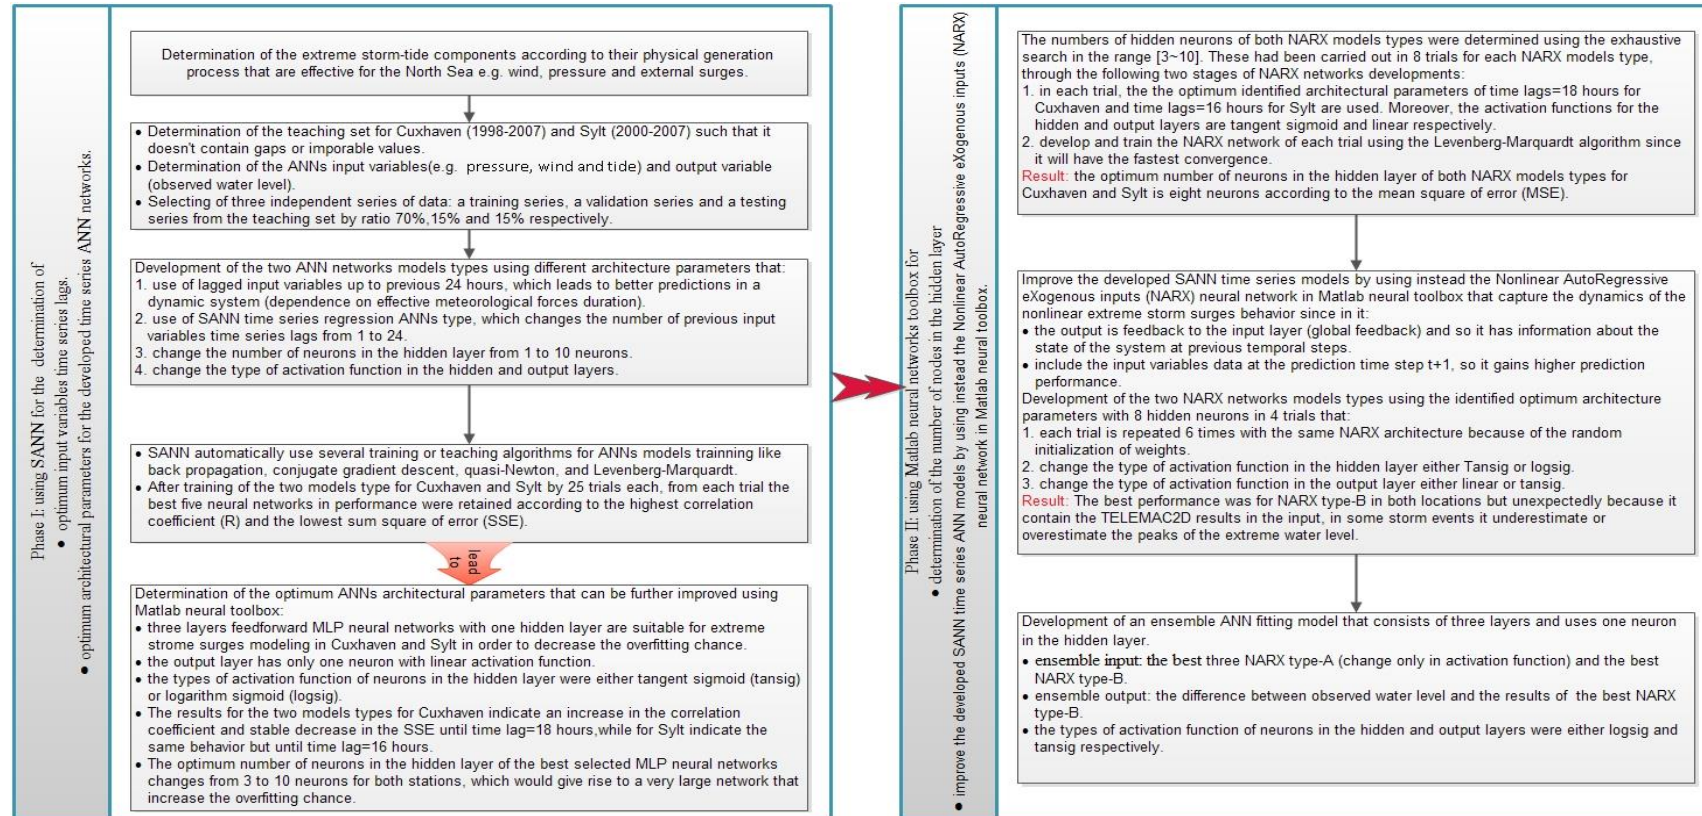 Phase I: using SANN for the determination of
● optimum input variables time series lags.
● optimum architectural parameters for the developed time series ANN networks.
Determination of the extreme storm-tide components according to their physical generation
process that are effective for the North Sea e.g. wind, pressure and external surges.
● Determination of the teaching set for Cuxhaven (1998-2007) and Sylt (2000-2007) such that it
doesn't contain gaps or imporable values.
● Determination of the ANNs input variables(e.g. pressure, wind and tide) and output variable
(observed water level).
● Selecting of three independent series of data: a training series, a validation series and a testing
series from the teaching set by ratio 70%,15% and 15% respectively.
Development of the two ANN networks models types using different architecture parameters that:
1. use of lagged input variables up to previous 24 hours, which leads to better predictions in a
dynamic system (dependence on effective meteorological forces duration).
2. use of SANN time series regression ANNs type, which changes the number of previous input
variables time series lags from 1 to 24.
3. change the number of neurons in the hidden layer from 1 to 10 neurons.
4. change the type of activation function in the hidden and output layers.
● SANN automatically use several training or teaching algorithms for ANNs models trainning like
back propagation, conjugate gradient descent, quasi-Newton, and Levenberg-Marquardt.
● After training of the two models type for Cuxhaven and Sylt by 25 trials each, from each trial the
best five neural networks in performance were retained according to the highest correlation
coefficient (R) and the lowest sum square of error (SSE).
lead
to
Determination of the optimum ANNs architectural parameters that can be further improved using
Matlab neural toolbox:
● three layers feedforward MLP neural networks with one hidden layer are suitable for extreme
strome surges modeling in Cuxhaven and Sylt in order to decrease the overfitting chance.
● the output layer has only one neuron with linear activation function.
● the types of activation function of neurons in the hidden layer were either tangent sigmoid (tansig)
or logarithm sigmoid (logsig).
● The results for the two models types for Cuxhaven indicate an increase in the correlation
coefficient and stable decrease in the SSE until time lag=18 hours,while for Sylt indicate the
same behavior but until time lag=16 hours.
● The optimum number of neurons in the hidden layer of the best selected MLP neural networks
changes from 3 to 10 neurons for both stations, which would give rise to a very large network that
increase the overfitting chance.
Phase II: using Matlab neural networks toolbox for
● determination of the number of nodes in the hidden layer
● improve the developed SANN time series ANN models by using instead the Nonlinear AutoRegressive eXogenous inputs (NARX)
neural network in Matlab neural toolbox.
The numbers of hidden neurons of both NARX models types were determined using the exhaustive
search in the range [3~10]. These had been carried out in 8 trials for each NARX models type,
through the following two stages of NARX networks developments:
1. in each trial, the the optimum identified architectural parameters of time lags=18 hours for
Cuxhaven and time lags=16 hours for Sylt are used. Moreover, the activation functions for the
hidden and output layers are tangent sigmoid and linear respectively.
2. develop and train the NARX network of each trial using the Levenberg-Marquardt algorithm since
it will have the fastest convergence.
Result: the optimum number of neurons in the hidden layer of both NARX models types for
Cuxhaven and Sylt is eight neurons according to the mean square of error (MSE).
Improve the developed SANN time series models by using instead the Nonlinear AutoRegressive
eXogenous inputs (NARX) neural network in Matlab neural toolbox that capture the dynamics of the
nonlinear extreme storm surges behavior since in it:
● the output is feedback to the input layer (global feedback) and so it has information about the
state of the system at previous temporal steps.
● include the input variables data at the prediction time step t+1, so it gains higher prediction
performance.
Development of the two NARX networks models types using the identified optimum architecture
parameters with 8 hidden neurons in 4 trials that:
1. each trial is repeated 6 times with the same NARX architecture because of the random
initialization of weights.
2. change the type of activation function in the hidden layer either Tansig or logsig.
3. change the type of activation function in the output layer either linear or tansig.
Result: The best performance was for NARX type-B in both locations but unexpectedly because it
contain the TELEMAC2D results in the input, in some storm events it underestimate or
overestimate the peaks of the extreme water level.
Development of an ensemble ANN fitting model that consists of three layers and uses one neuron
in the hidden layer.
● ensemble input: the best three NARX type-A (change only in activation function) and the best
NARX type-B.
● ensemble output: the difference between observed water level and the results of the best NARX
type-B.
● the types of activation function of neurons in the hidden and output layers were either logsig and
tansig respectively.